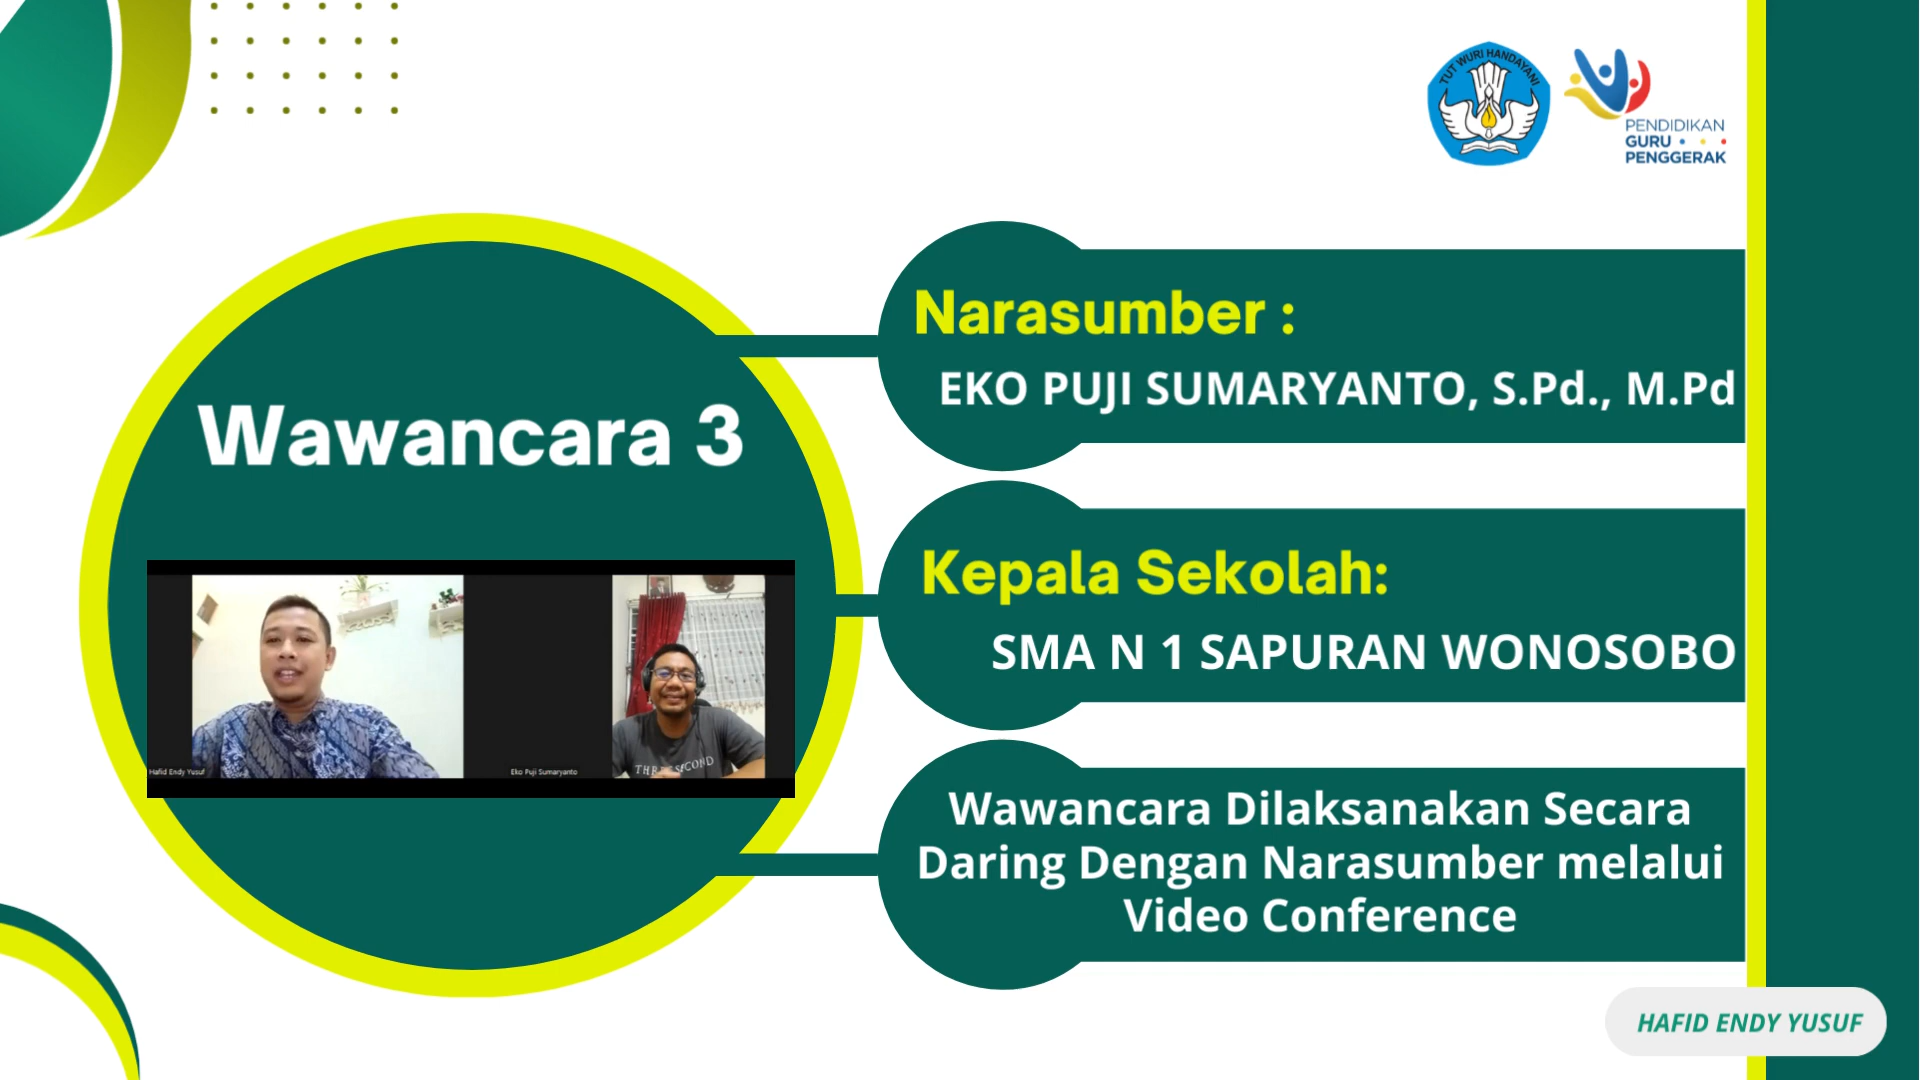 TUT WURI HANDAYANI
PENDIDIKAN
GURU
PENGGERAK
Wawancara 3
Hafid Endy Yusuf
Eko Puji Sumaryanto
THREESECOND
Narasumber :
EKO PUJI SUMARYANTO, S.Pd., M.Pd
Kepala Sekolah:
SMA N 1 SAPURAN WONOSOBO
Wawancara Dilaksanakan Secara
Daring Dengan Narasumber melalui
Video Conference
HAFID ENDY YUSUF